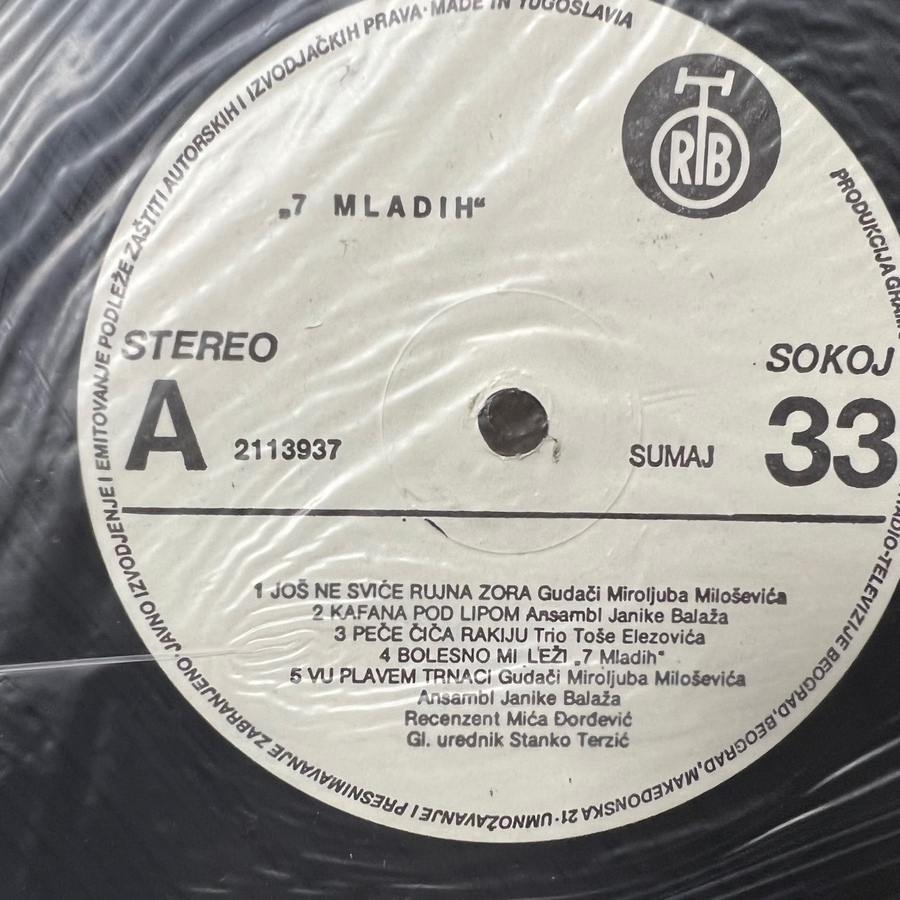 UMNOŽAVANJE I PRESNIMAVANJE ZABRANJENO · JAVNO IZVODJENJE I EMITOVANJE PODLEŽE ZAŠTITI AUTORSKIH I IZVODJAČKIH PRAVA · MADE IN YUGOSLAVIA
PRODUKCIJA
RADIO-TELEVIZIJE BEOGRAD, BEOGRAD, MAKEDONSKA 21 ·
RTB
„7 MLADIH“
STEREO
SOKOJ
A
2113937
SUMAJ
33
1 JOŠ NE SVIĆE RUJNA ZORA Gudači Miroljuba Miloševića
2 KAFANA POD LIPOM Ansambl Janike Balaža
3 PEČE ČIČA RAKIJU Trio Toše Elezovića
4 BOLESNO MI LEŽI „7 Mladih“
5 VU PLAVEM TRNACI Gudači Miroljuba Miloševića
Ansambl Janike Balaža
Recenzent Mića Đorđević
Gl. urednik Stanko Terzić